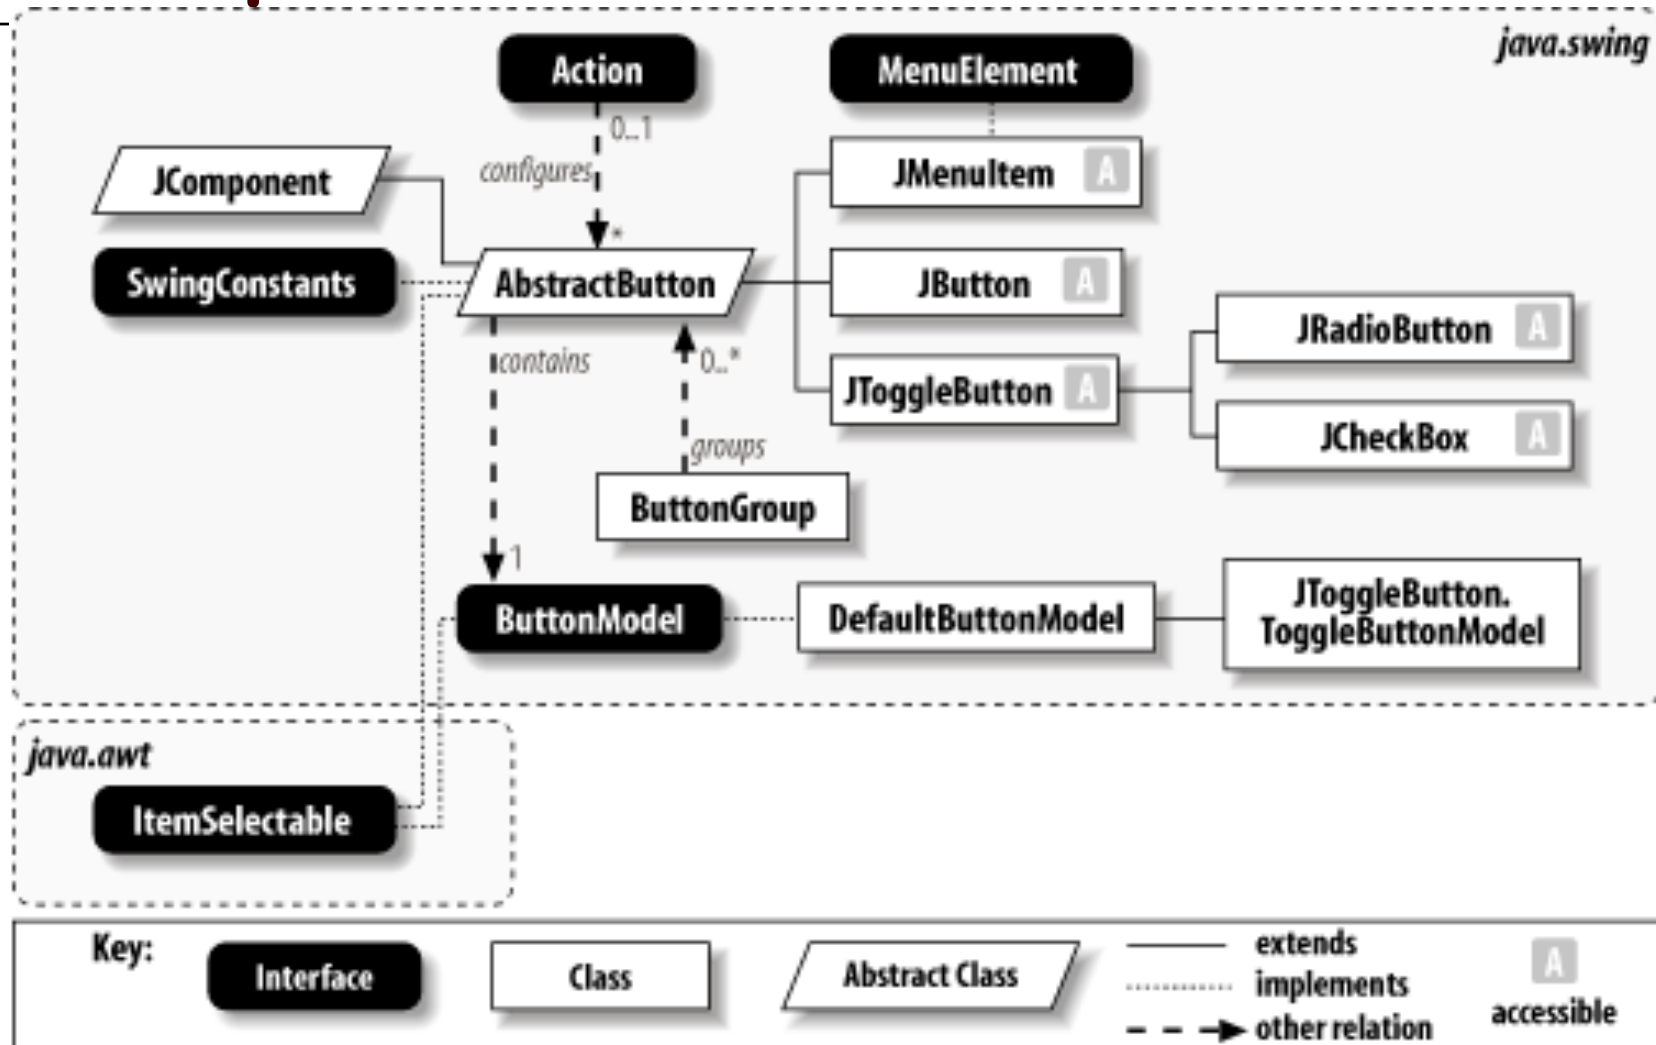 java.swing
Action
MenuElement
0..1
configures
JComponent
JMenuItem A
*
SwingConstants
AbstractButton
JButton A
JRadioButton A
contains
0..*
JToggleButton A
JCheckBox A
groups
ButtonGroup
1
ButtonModel
DefaultButtonModel
JToggleButton.
ToggleButtonModel
java.awt
ItemSelectable
Key:
Interface
Class
Abstract Class
extends
implements
other relation
A
accessible